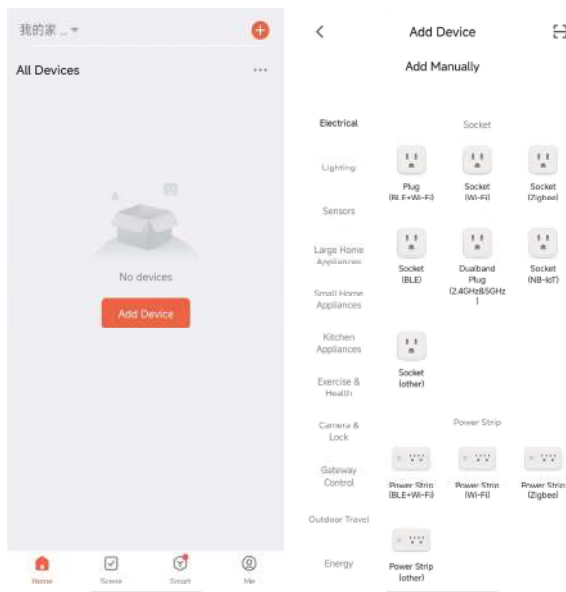 我的家 ..
All Devices
...
No devices
Add Device
Home
Scene
Smart
Me
Add Device
Add Manually
Electrical
Lighting
Sensors
Large Home
Appliances
Small Home
Appliances
Kitchen
Appliances
Exercise &
Health
Camera &
Lock
Gateway
Control
Outdoor Travel
Energy
Socket
Plug
(BLE+Wi-Fi)
Socket
(Wi-Fi)
Socket
(Zigbee)
Socket
(BLE)
Dualband
Plug
(2.4GHz&5GHz
)
Socket
(NB-IoT)
Socket
(other)
Power Strip
Power Strip
(BLE+Wi-Fi)
Power Strip
(Wi-Fi)
Power Strip
(Zigbee)
Power Strip
(other)